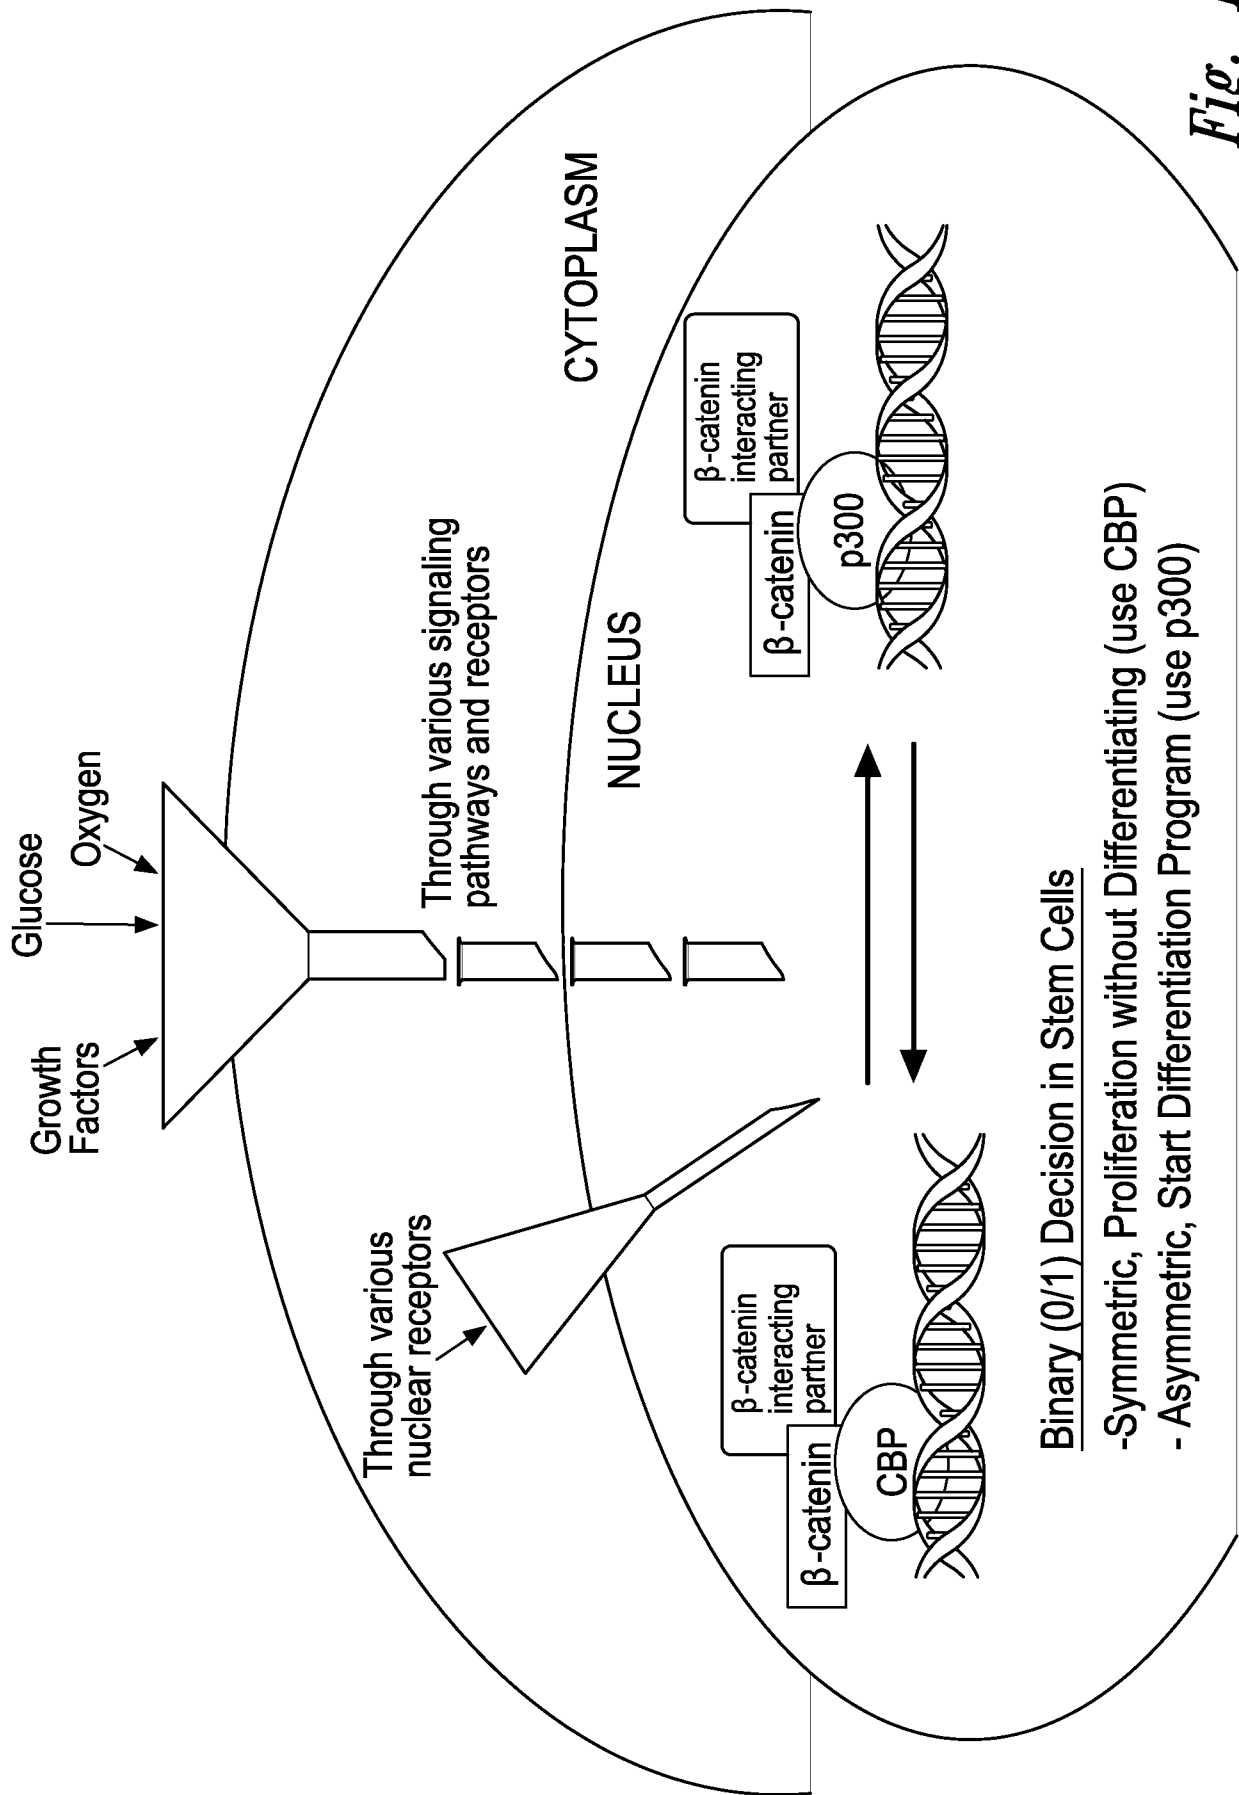 Growth
Factors
Glucose
Oxygen
Through various
nuclear receptors
Through various signaling
pathways and receptors
CYTOPLASM
NUCLEUS
β-catenin
interacting
partner
β-catenin
CBP
β-catenin
interacting
partner
β-catenin
p300
Binary (0/1) Decision in Stem Cells
-Symmetric, Proliferation without Differentiating (use CBP)
- Asymmetric, Start Differentiation Program (use p300)
Fig.